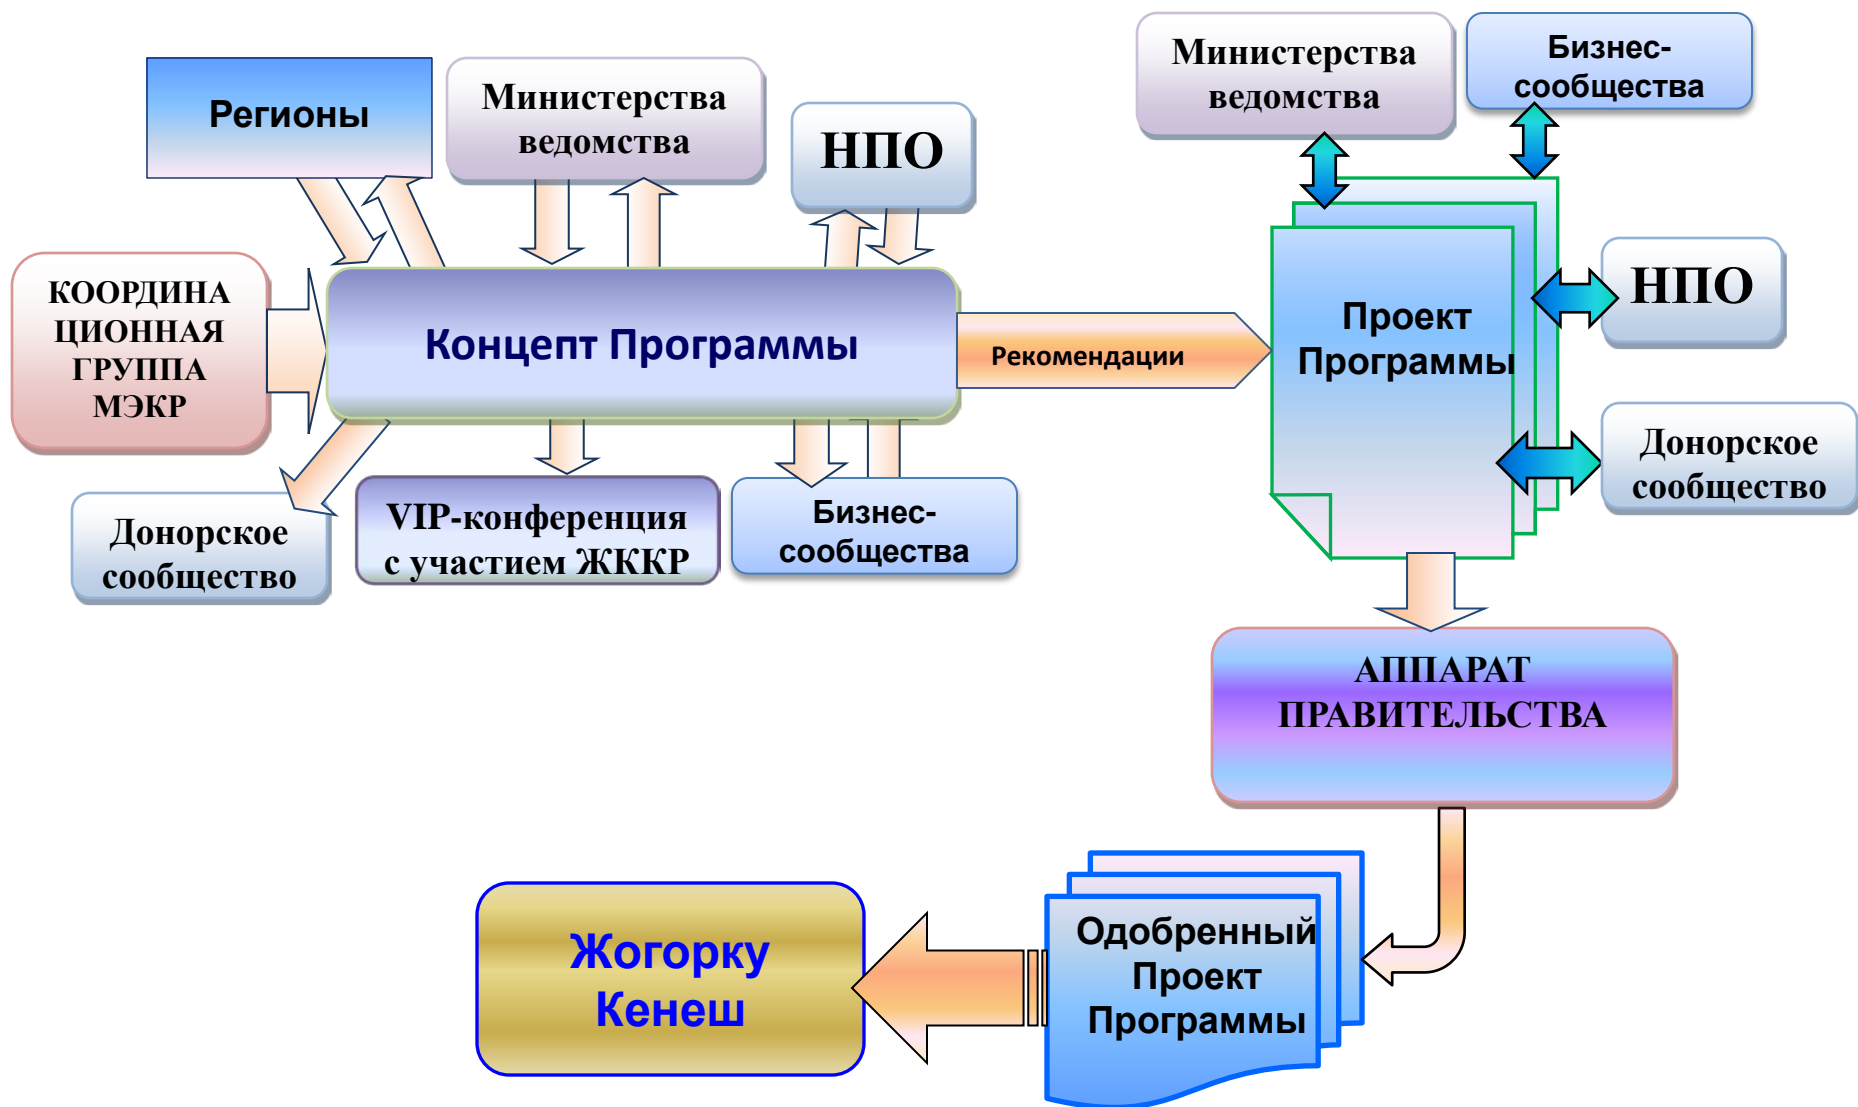 Регионы
Министерства
ведомства
НПО
КООРДИНА
ЦИОННАЯ
ГРУППА
МЭКР
Концепт Программы
Рекомендации
Донорское
сообщество
VIP-конференция
с участием ЖККР
Бизнес-
сообщества
Министерства
ведомства
Бизнес-
сообщества
Проект
Программы
НПО
Донорское
сообщество
АППАРАТ
ПРАВИТЕЛЬСТВА
Одобренный
Проект
Программы
Жогорку
Кенеш